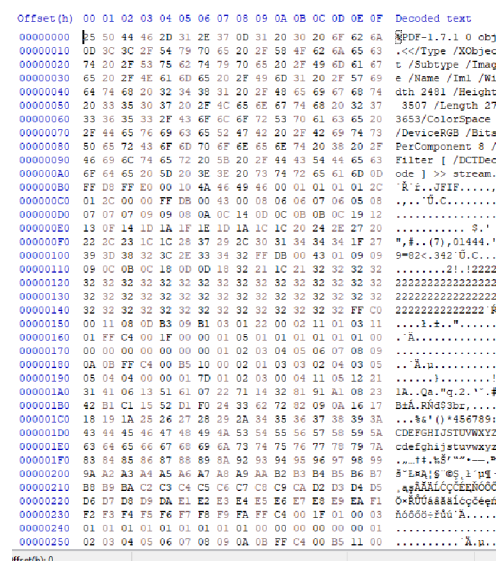 Offset(h) 00 01 02 03 04 05 06 07 08 09 0A 0B 0C 0D 0E 0F Decoded text
00000000 25 50 44 46 2D 31 2E 37 0D 31 20 30 20 6F 62 6A %PDF-1.7.1 0 obj
00000010 0D 3C 3C 2F 54 79 70 65 20 2F 58 4F 62 6A 65 63 .<</Type /XObjec
00000020 74 20 2F 53 75 62 74 79 70 65 20 2F 49 6D 61 67 t /Subtype /Imag
00000030 65 20 2F 4E 61 6D 65 20 2F 49 6D 31 20 2F 57 69 e /Name /Im1 /Wi
00000040 64 74 68 20 32 34 38 31 20 2F 48 65 69 67 68 74 dth 2481 /Height
00000050 20 33 35 30 37 20 2F 4C 65 6E 67 74 68 20 32 37 3507 /Length 27
00000060 33 36 35 33 2F 43 6F 6C 6F 72 53 70 61 63 65 20 3653/ColorSpace
00000070 2F 44 65 76 69 63 65 52 47 42 20 2F 42 69 74 73 /DeviceRGB /Bits
00000080 50 65 72 43 6F 6D 70 6F 6E 65 6E 74 20 38 20 2F PerComponent 8 /
00000090 46 69 6C 74 65 72 20 5B 20 2F 44 43 54 44 65 63 Filter [ /DCTDec
000000A0 6F 64 65 20 5D 20 3E 3E 20 73 74 72 65 61 6D 0D ode ] >> stream.
000000B0 FF D8 FF E0 00 10 4A 46 49 46 00 01 01 01 01 2C
000000C0 01 2C 00 00 FF DB 00 43 00 08 06 06 07 06 05 08
000000D0 07 07 07 09 09 08 0A 0C 14 0D 0C 0B 0B 0C 19 12
000000E0 13 0F 14 1D 1A 1F 1E 1D 1A 1C 1C 20 24 2E 27 20 ........... $.'
000000F0 22 2C 23 1C 1C 28 37 29 2C 30 31 34 34 34 1F 27 ",#..(7),01444.'
00000100 39 3D 38 32 3C 2E 33 34 32 FF DB 00 43 01 09 09 9=82<.342˙Ű.C...
00000110 09 0C 0B 0C 18 0D 0D 18 32 21 1C 21 32 32 32 32 ........2!.!2222
00000120 32 32 32 32 32 32 32 32 32 32 32 32 32 32 32 32 2222222222222222
00000130 32 32 32 32 32 32 32 32 32 32 32 32 32 32 32 32 2222222222222222
00000140 32 32 32 32 32 32 32 32 32 32 32 32 32 32 FF C0 22222222222222˙Ŕ
00000150 00 11 08 0D B3 09 B1 03 01 22 00 02 11 01 03 11 ....ł.±.."......
00000160 01 FF C4 00 1F 00 00 01 05 01 01 01 01 01 01 00
00000170 00 00 00 00 00 00 01 02 03 04 05 06 07 08 09 ................
00000180 0A 0B FF C4 00 B5 10 00 02 01 03 03 02 04 03 05
00000190 05 04 04 00 00 01 7D 01 02 03 00 04 11 05 12 21 ......}........!
000001A0 31 41 06 13 51 61 07 22 71 14 32 81 91 A1 08 23
000001B0 42 B1 C1 15 52 D1 F0 24 33 62 72 82 09 0A 16 17
000001C0 18 19 1A 25 26 27 28 29 2A 34 35 36 37 38 39 3A ...%&'()*456789:
000001D0 43 44 45 46 47 48 49 4A 53 54 55 56 57 58 59 5A CDEFGHIJSTUVWXYZ
000001E0 63 64 65 66 67 68 69 6A 73 74 75 76 77 78 79 7A cdefghijstuvwxyz
000001F0 83 84 85 86 87 88 89 8A 92 93 94 95 96 97 98 99
00000200 9A A2 A3 A4 A5 A6 A7 A8 A9 AA B2 B3 B4 B5 B6 B7
00000210 B8 B9 BA C2 C3 C4 C5 C6 C7 C8 C9 CA D2 D3 D4 D5
00000220 D6 D7 D8 D9 DA E1 E2 E3 E4 E5 E6 E7 E8 E9 EA F1
00000230 F2 F3 F4 F5 F6 F7 F8 F9 FA FF C4 00 1F 01 00 03
00000240 01 01 01 01 01 01 01 01 01 00 00 00 00 00 00 01 ................
00000250 02 03 04 05 06 07 08 09 0A 0B FF C4 00 B5 11 00
ffset(h): 0